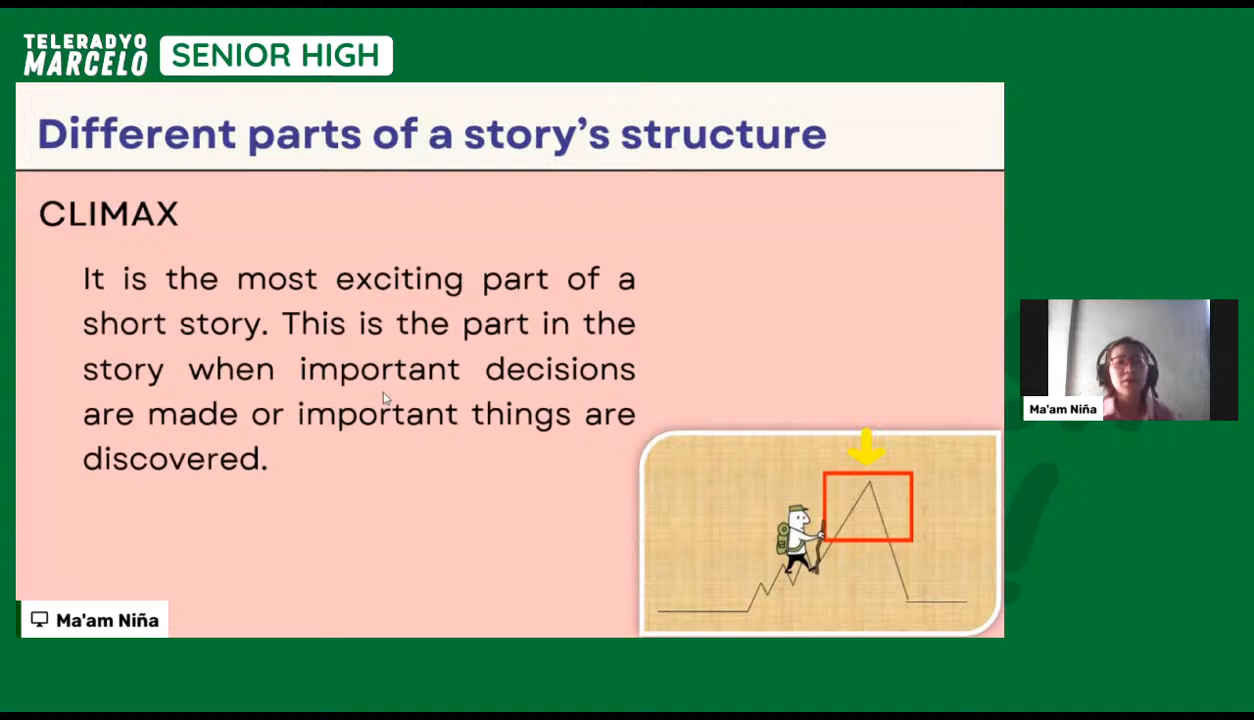 TELERADYO
MARCELO
SENIOR HIGH
Different parts of a story's structure
CLIMAX
It is the most exciting part of a
short story. This is the part in the
story when important decisions
are made or important things are
discovered.
Ma'am Niña
Ma'am Niña